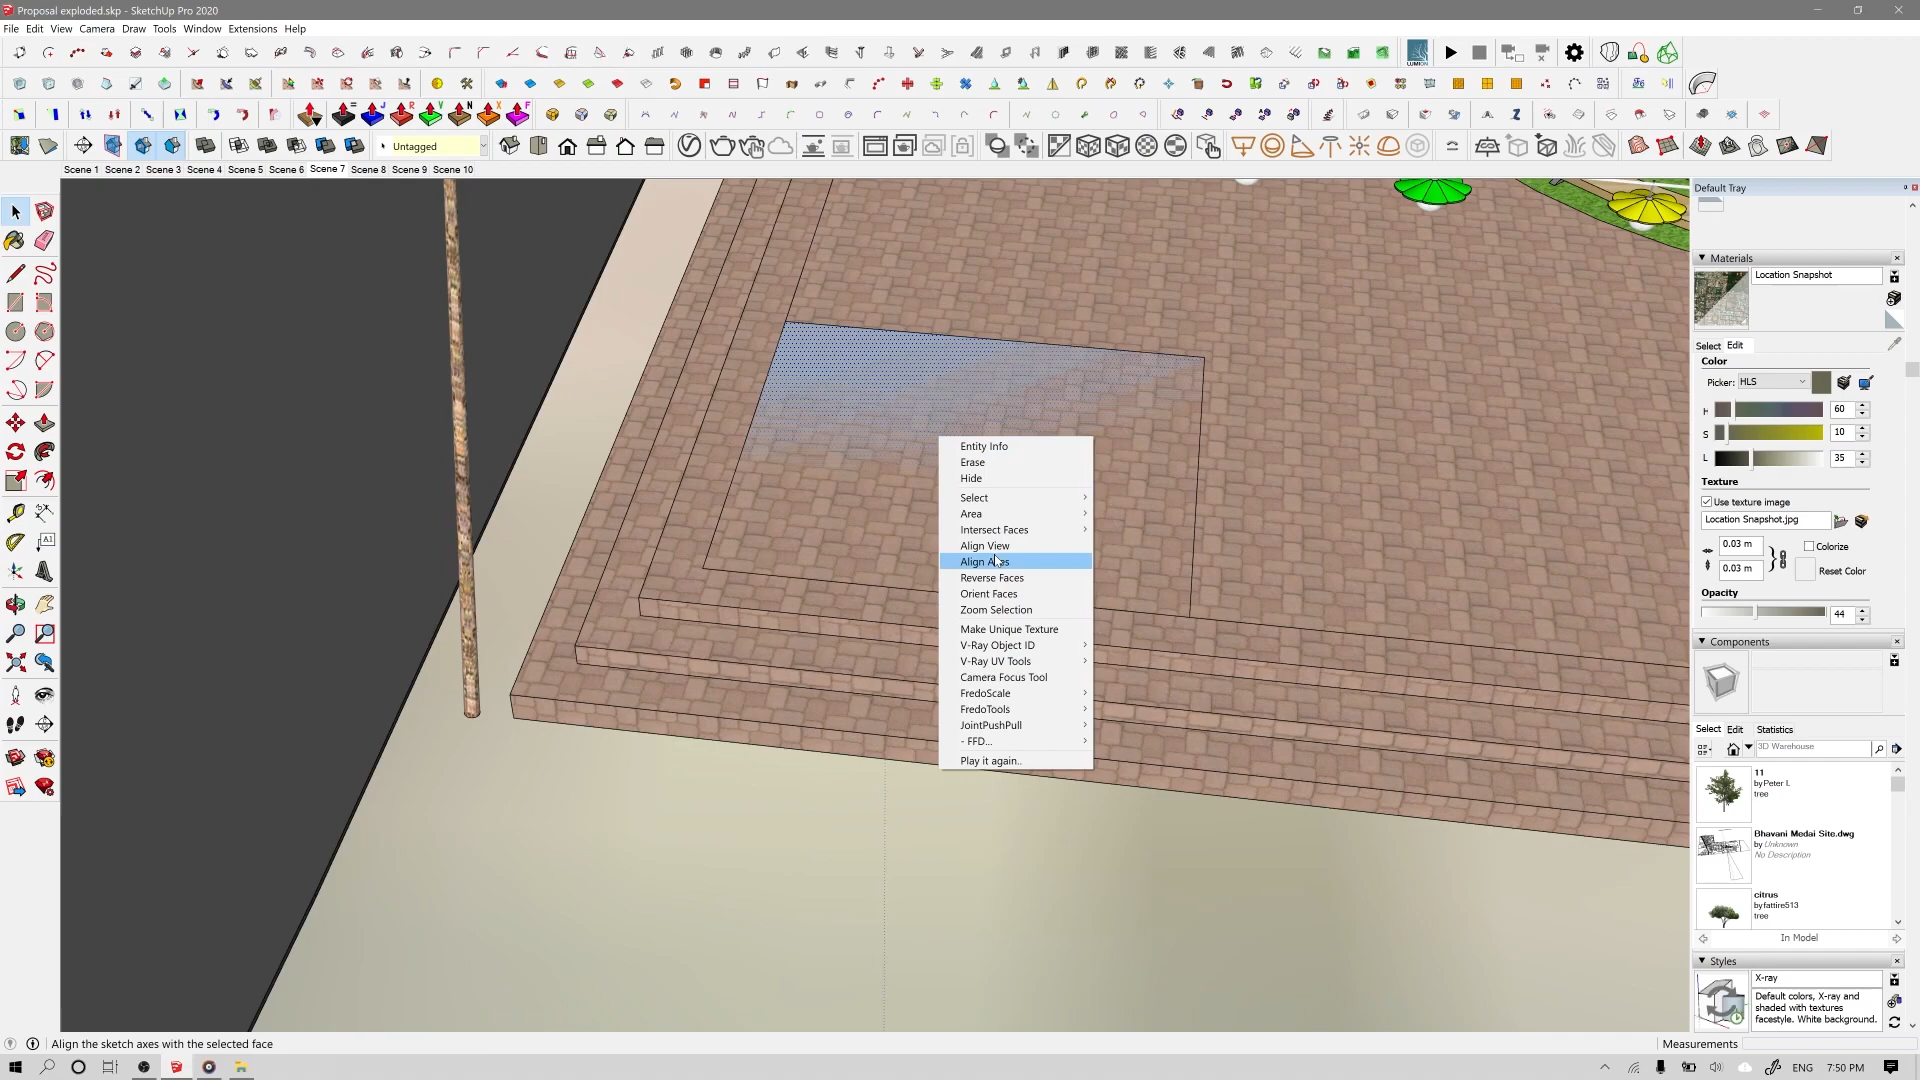 Proposal exploded.skp - SketchUp Pro 2020
File Edit View Camera Draw Tools Window Extensions Help
LUMION
= J R V N X F
Untagged
Scene 1 Scene 2 Scene 3 Scene 4 Scene 5 Scene 6 Scene 7 Scene 8 Scene 9 Scene 10
Default Tray
Materials
Location Snapshot
Select Edit
Color
Picker: HLS
H 60
S 10
L 35
Texture
Use texture image
Location Snapshot.jpg
0.03 m Colorize
0.03 m Reset Color
Opacity
44
Components
Select Edit Statistics
3D Warehouse
11
by Peter I.
tree
Bhavani Medai Site.dwg
by Unknown
No Description
citrus
by fattire513
tree
In Model
Styles
X-ray
Default colors, X-ray and
shaded with textures
facestyle. White background.
Entity Info
Erase
Hide
Select
Area
Intersect Faces
Align View
Align Axes
Reverse Faces
Orient Faces
Zoom Selection
Make Unique Texture
V-Ray Object ID
V-Ray UV Tools
Camera Focus Tool
FredoScale
FredoTools
JointPushPull
- FFD...
Play it again..
Align the sketch axes with the selected face
Measurements
ENG 7:50 PM